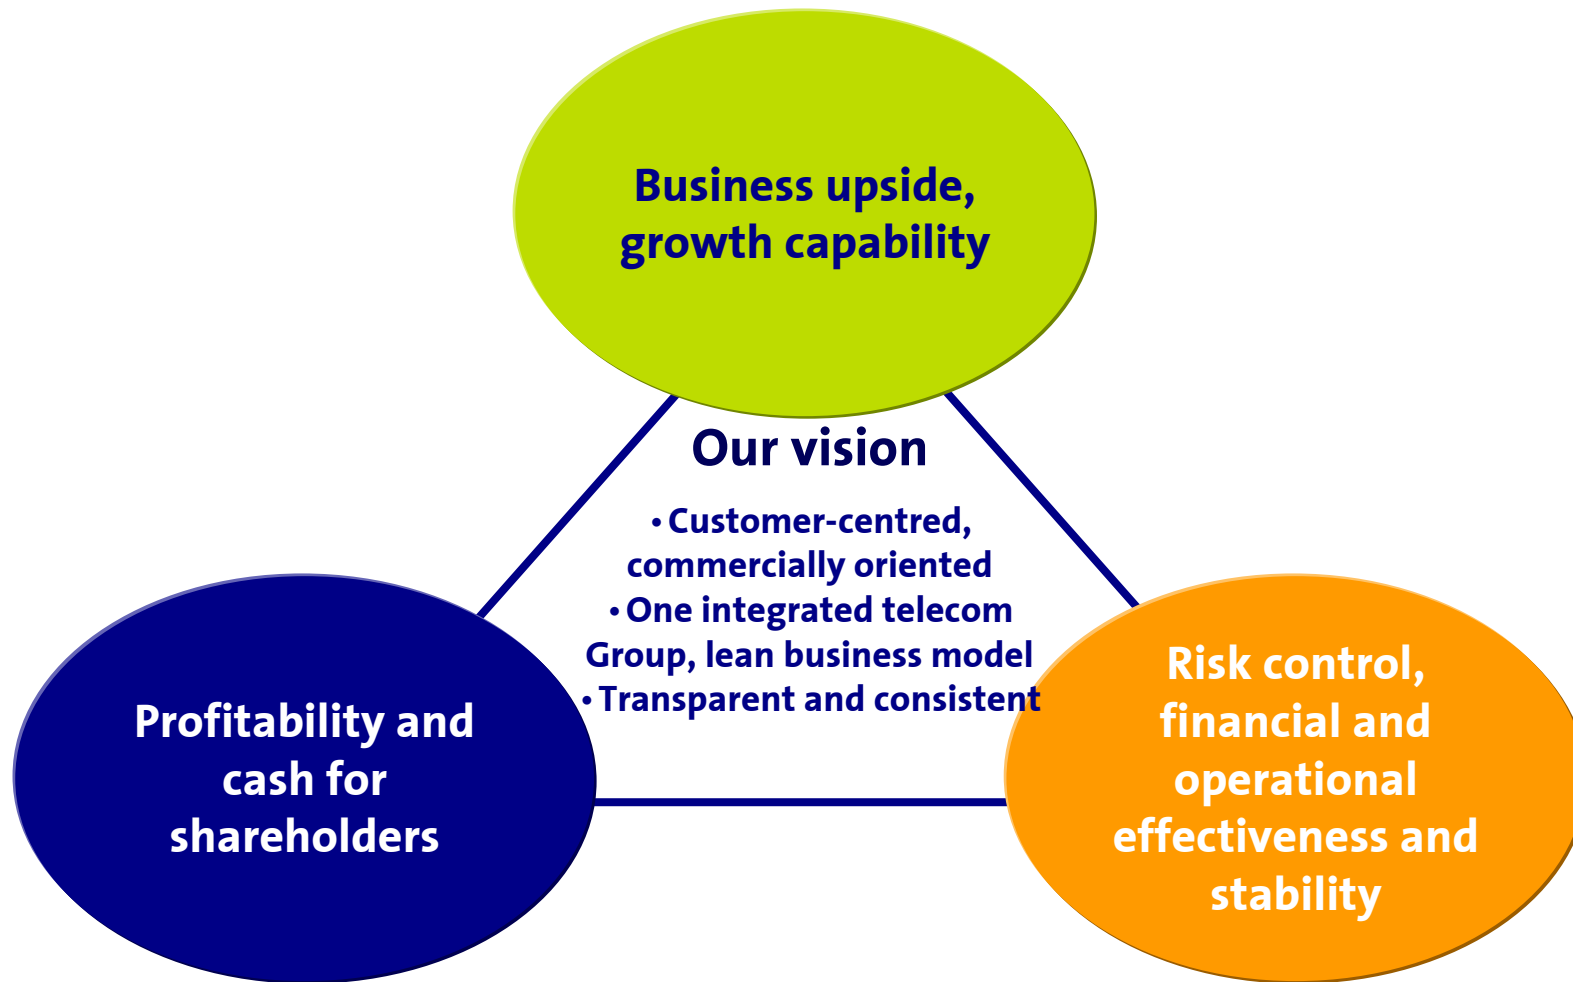 Business upside,
growth capability
Our vision
• Customer-centred,
commercially oriented
• One integrated telecom
Group, lean business model
• Transparent and consistent
Profitability and
cash for
shareholders
Risk control,
financial and
operational
effectiveness and
stability